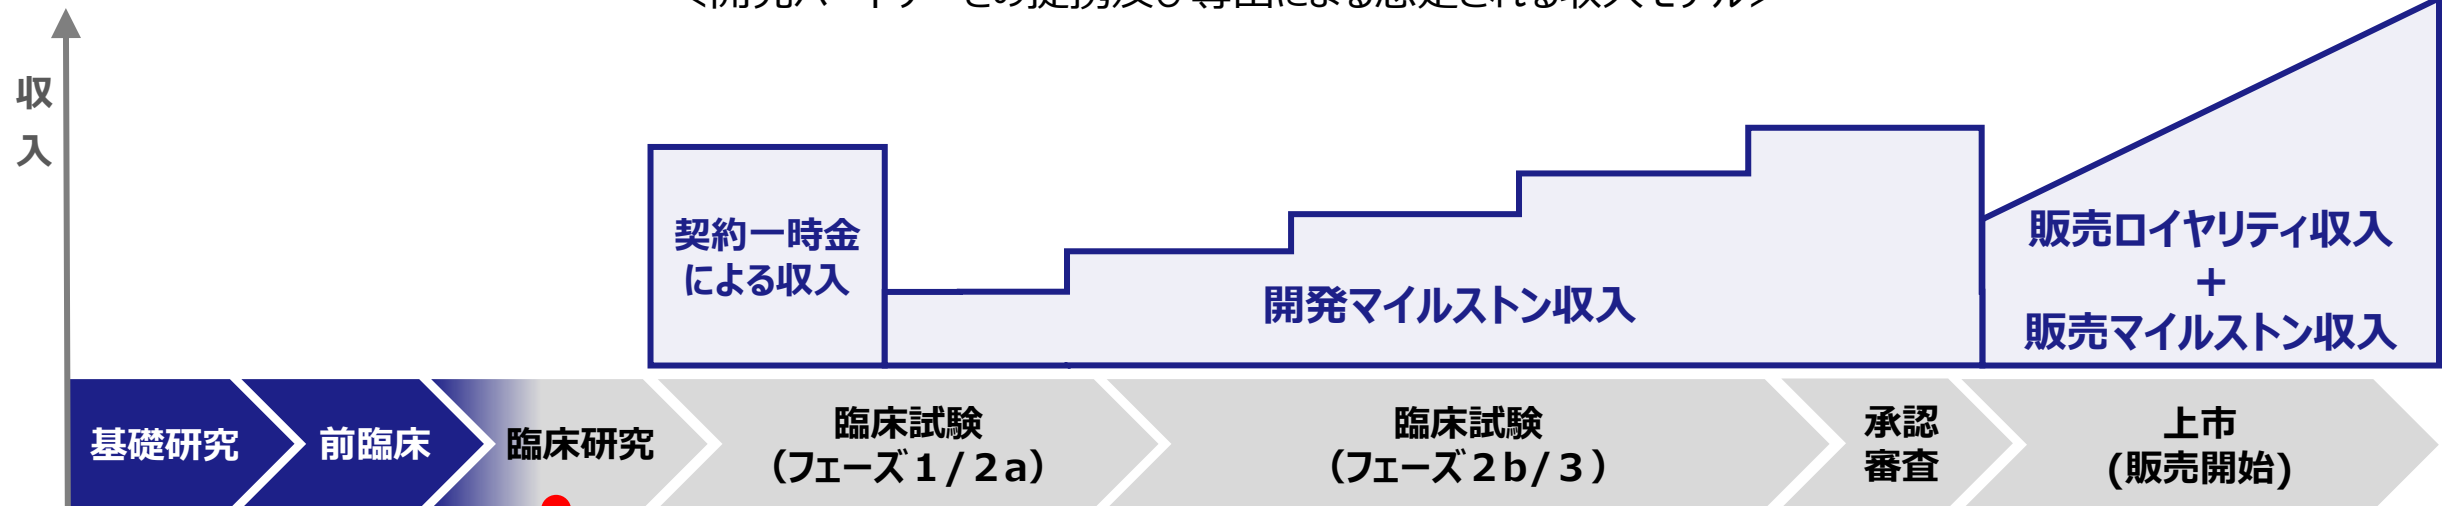 収
入
契約一時金
による収入
開発マイルストン収入
販売ロイヤリティ収入
+
販売マイルストン収入
基礎研究
前臨床
臨床研究
臨床試験
（フェーズ１/２a）
臨床試験
（フェーズ２b/３）
承認
審査
上市
(販売開始)